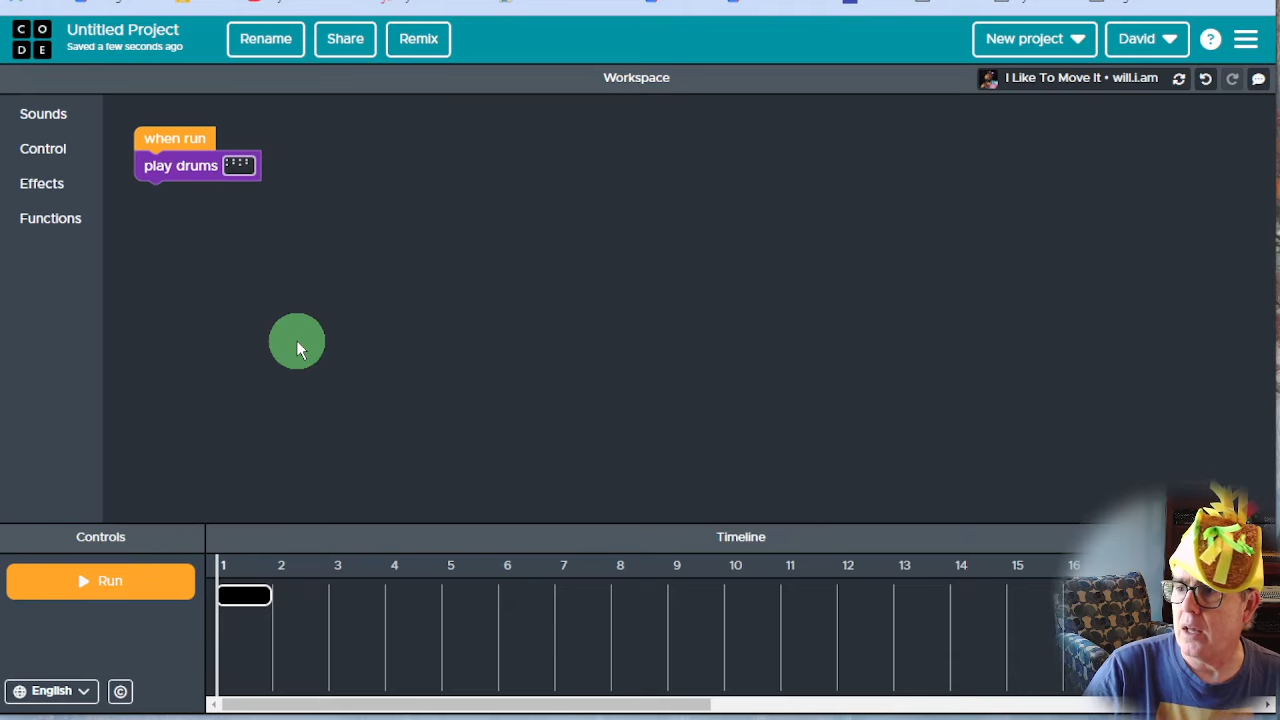 C O
D E
Untitled Project
Saved a few seconds ago
Rename
Share
Remix
New project
David
?
Workspace
I Like To Move It • will.i.am
Sounds
Control
Effects
Functions
when run
play drums
Controls
Timeline
1 2 3 4 5 6 7 8 9 10 11 12 13 14 15 16
Run
English
©